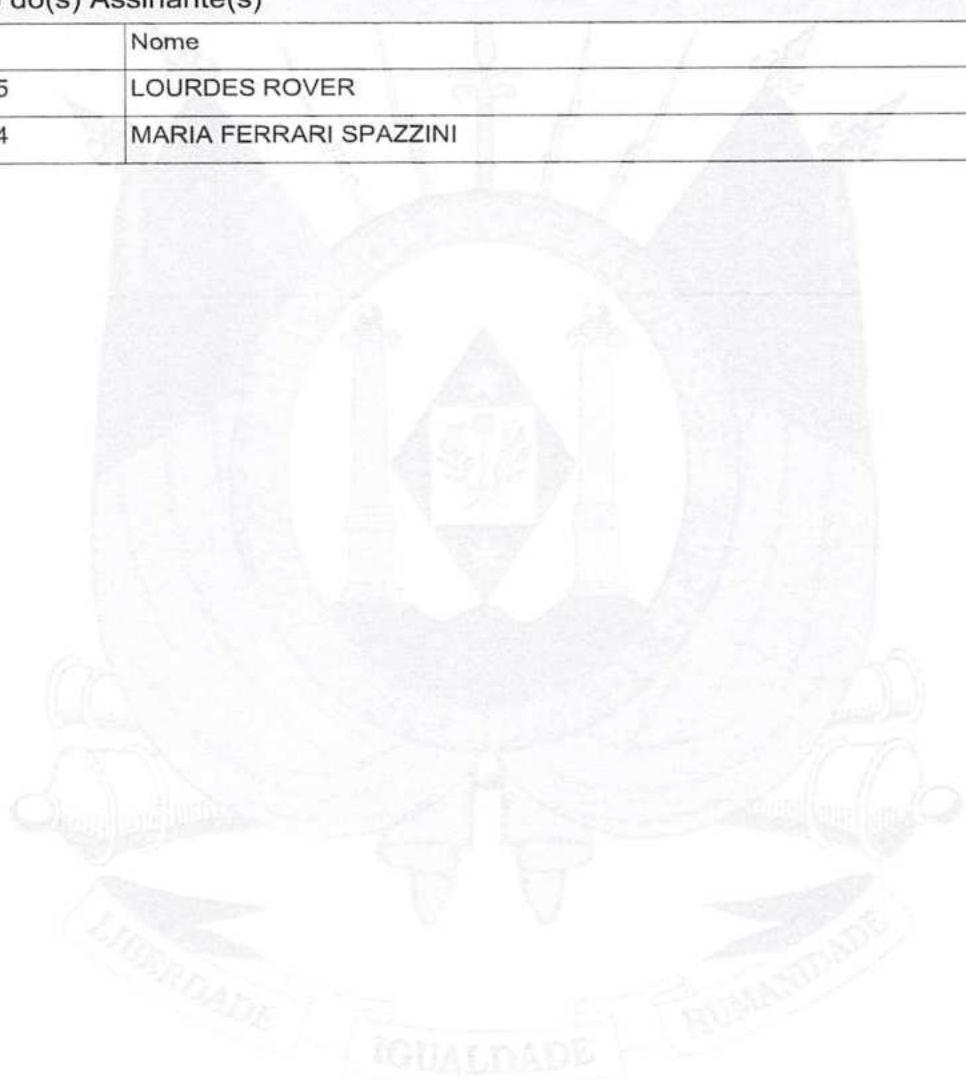 do(s) Assinante(s)
Nome
5 LOURDES ROVER
4 MARIA FERRARI SPAZZINI
LIBERDADE
IGUALDADE
HUMANIDADE